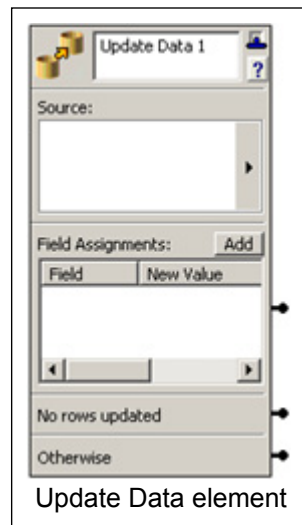 Update Data 1
?
Source:
Field Assignments: Add
Field New Value
No rows updated
Otherwise
Update Data element